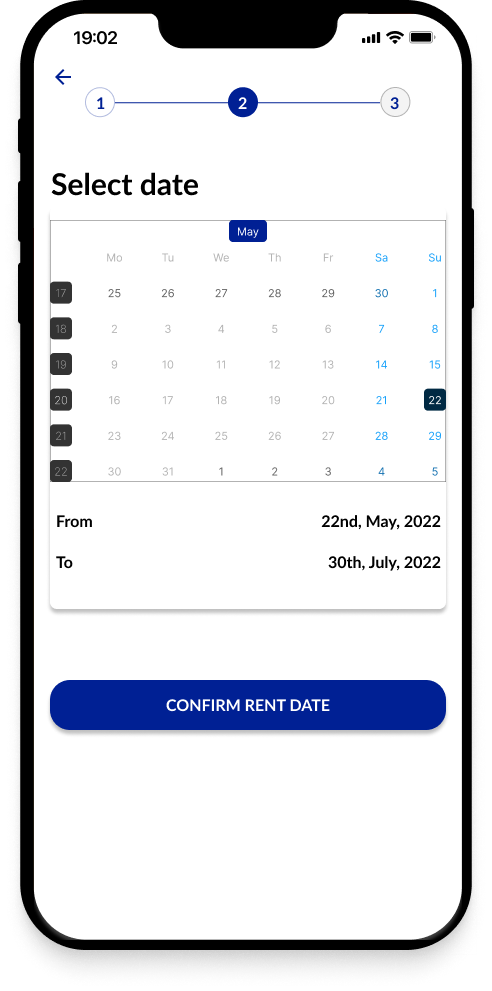 19:02
1 2 3
Select date
May
Mo Tu We Th Fr Sa Su
17 25 26 27 28 29 30 1
18 2 3 4 5 6 7 8
19 9 10 11 12 13 14 15
20 16 17 18 19 20 21 22
21 23 24 25 26 27 28 29
22 30 31 1 2 3 4 5
From 22nd, May, 2022
To 30th, July, 2022
CONFIRM RENT DATE